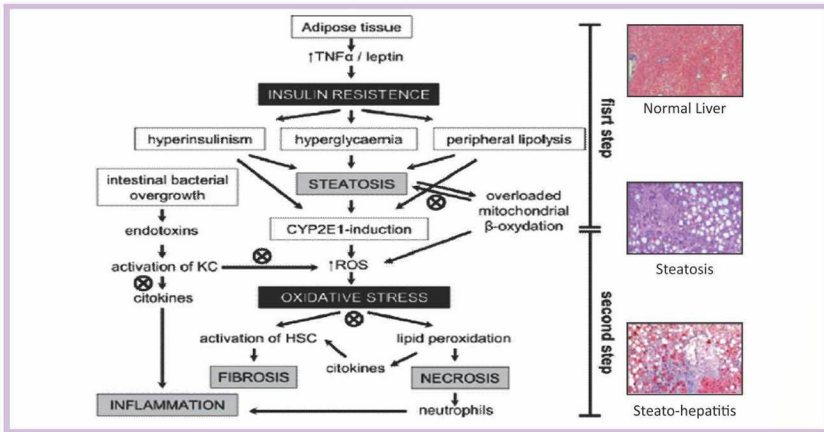 Adipose tissue
↑TNFα / leptin
INSULIN RESISTENCE
hyperinsulinism
hyperglycaernia
peripheral lipolysis
intestinal bacterial
overgrowth
STEATOSIS
overloaded
mitochondrial
β-oxydation
endotoxins
CYP2E1-induction
activation of KC
↑ROS
citokines
OXIDATIVE STRESS
activation of HSC
lipid peroxidation
citokines
FIBROSIS
NECROSIS
INFLAMMATION
neutrophils
fisrt step
second step
Normal Liver
Steatosis
Steato-hepatitis